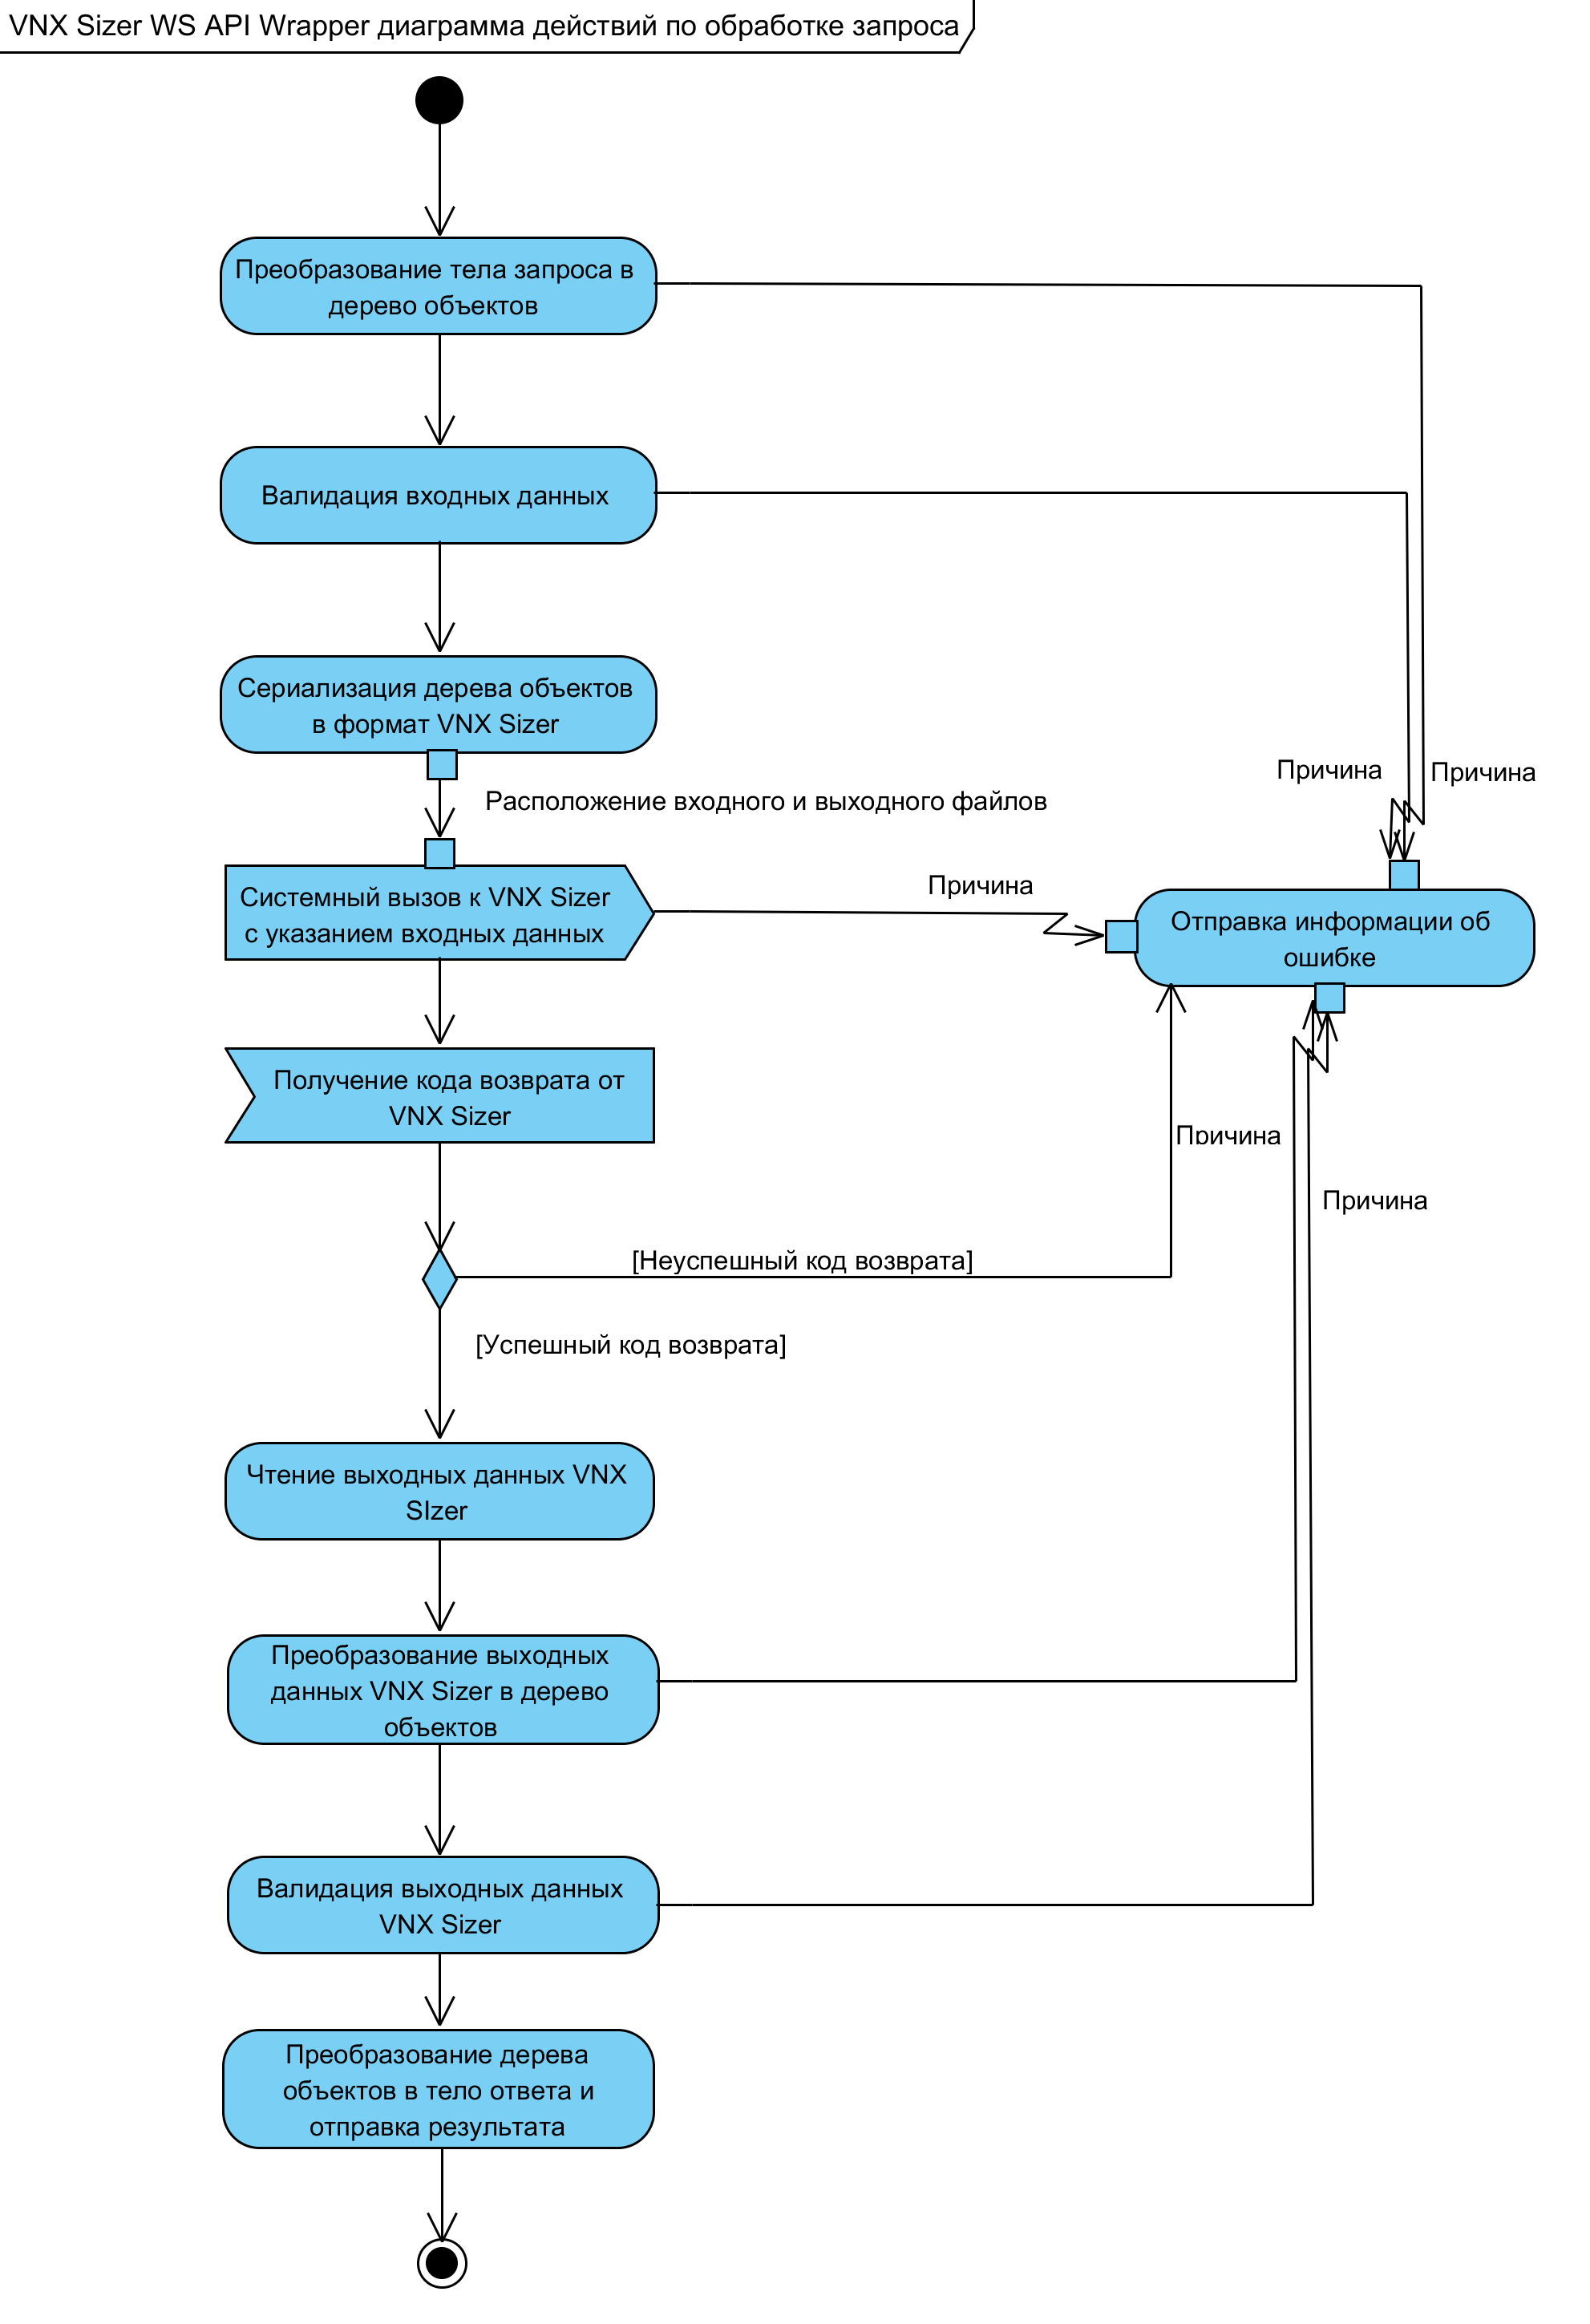 VNX Sizer WS API Wrapper диаграмма действий по обработке запроса
Преобразование тела запроса в
дерево объектов
Валидация входных данных
Сериализация дерева объектов
в формат VNX Sizer
Причина
Причина
Расположение входного и выходного файлов
Системный вызов к VNX Sizer
с указанием входных данных
Причина
Отправка информации об
ошибке
Получение кода возврата от
VNX Sizer
Причина
Причина
[Неуспешный код возврата]
[Успешный код возврата]
Чтение выходных данных VNX
SIzer
Преобразование выходных
данных VNX Sizer в дерево
объектов
Валидация выходных данных
VNX Sizer
Преобразование дерева
объектов в тело ответа и
отправка результата